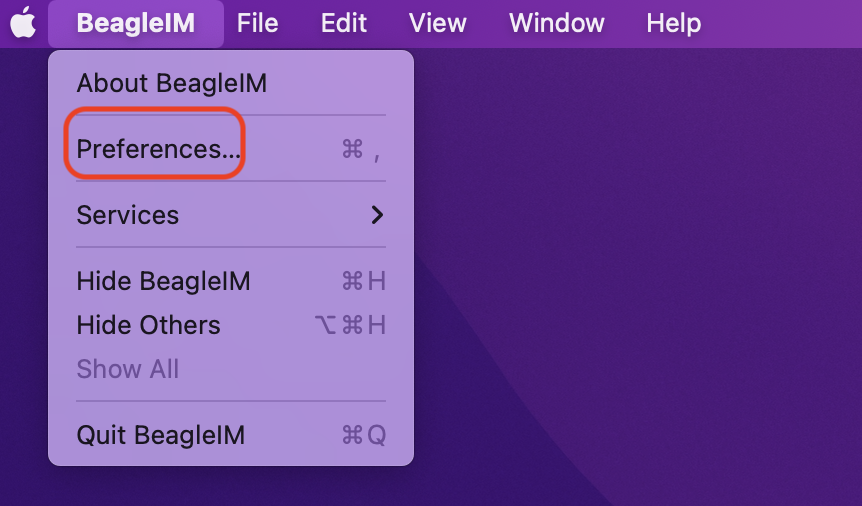 BeagleIM File Edit View Window Help
About BeagleIM
Preferences... ⌘ ,
Services
Hide BeagleIM ⌘H
Hide Others ⌥⌘H
Show All
Quit BeagleIM ⌘Q